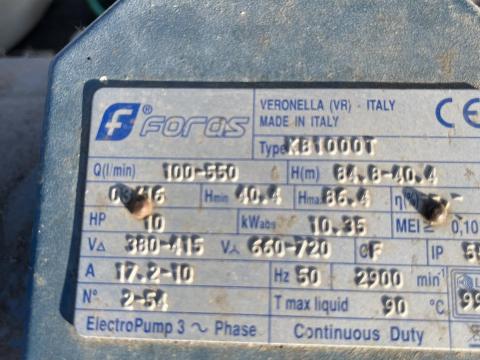 Foras ® VERONELLA (VR) - ITALY CE
MADE IN ITALY
Type KB1000T
Q(l/min) 100-550 H(m) 84.8-40.4
Hmin 40.4 Hmax 86.4 η(%)
HP 10 kWabs 10.35 MEI ≥ 0,10
V∆ 380-415 V⅄ 660-720 CF IP
A 17.2-10 Hz 50 2900 min-1
N° 2-54 T max liquid 90 °C
ElectroPump 3 ~ Phase Continuous Duty